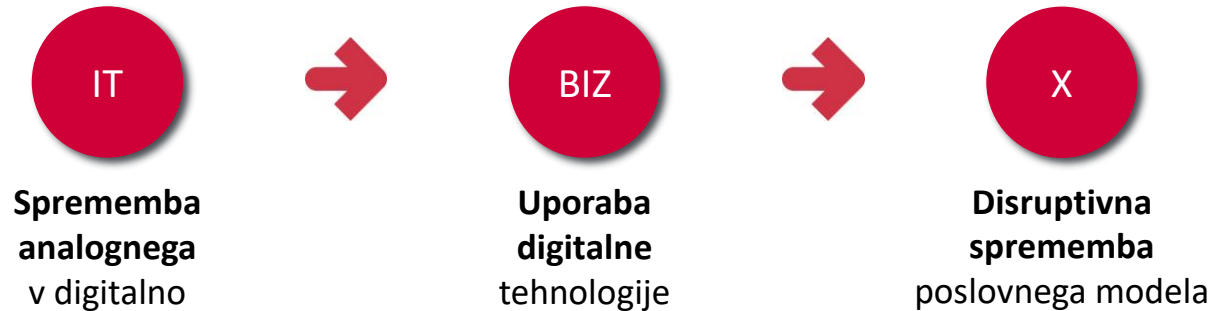 IT
BIZ
X
Sprememba
analognega
v digitalno
Uporaba
digitalne
tehnologije
Disruptivna
sprememba
poslovnega modela